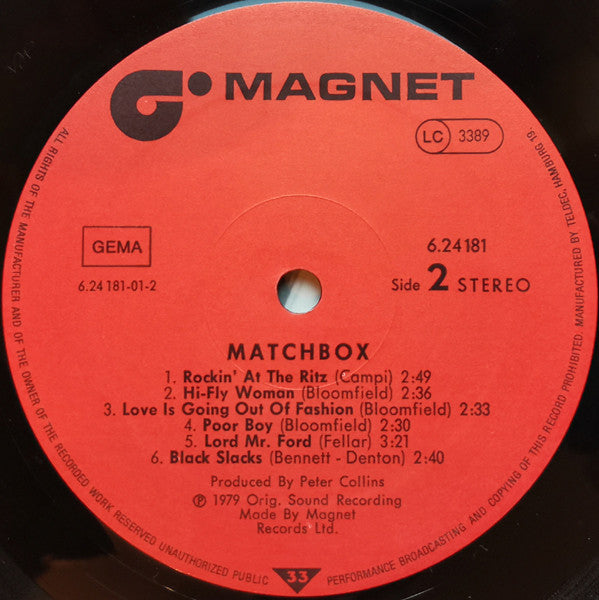 MAGNET
LC 3389
GEMA
6.24181
6.24 181-01-2
Side 2 STEREO
MATCHBOX
1. Rockin' At The Ritz (Campi) 2:49
2. Hi-Fly Woman (Bloomfield) 2:36
3. Love Is Going Out Of Fashion (Bloomfield) 2:33
4. Poor Boy (Bloomfield) 2:30
5. Lord Mr. Ford (Fellar) 3:21
6. Black Slacks (Bennett - Denton) 2:40
Produced by Peter Collins
℗ 1979 Orig. Sound Recording
Made By Magnet
Records Ltd.
ALL RIGHTS OF THE MANUFACTURER AND OF THE OWNER OF THE RECORDED WORK RESERVED UNAUTHORIZED PUBLIC 33 PERFORMANCE BROADCASTING AND COPYING OF THIS RECORD PROHIBITED. MANUFACTURED BY TELDEC, HAMBURG 19.